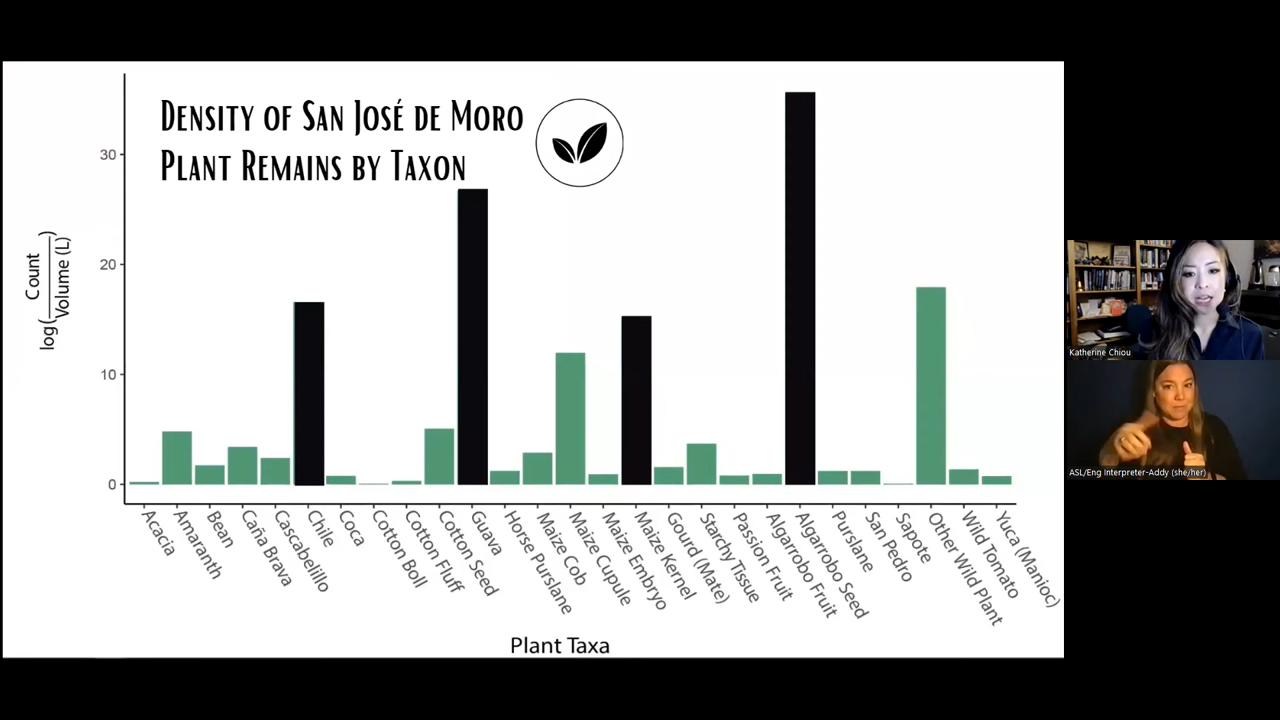 Density of San José de Moro
Plant Remains by Taxon
log(Count/Volume (L))
30
20
10
0
Acacia
Amaranth
Bean
Caña Brava
Cascabelillo
Chile
Coca
Cotton Boll
Cotton Fluff
Cotton Seed
Guava
Horse Purslane
Maize Cob
Maize Cupule
Maize Embryo
Maize Kernel
Gourd (Mate)
Starchy Tissue
Passion Fruit
Algarrobo Fruit
Algarrobo Seed
Purslane
San Pedro
Sapote
Other Wild Plant
Wild Tomato
Yuca (Manioc)
Plant Taxa
Katherine Chiou
ASL/Eng Interpreter-Addy (she/her)